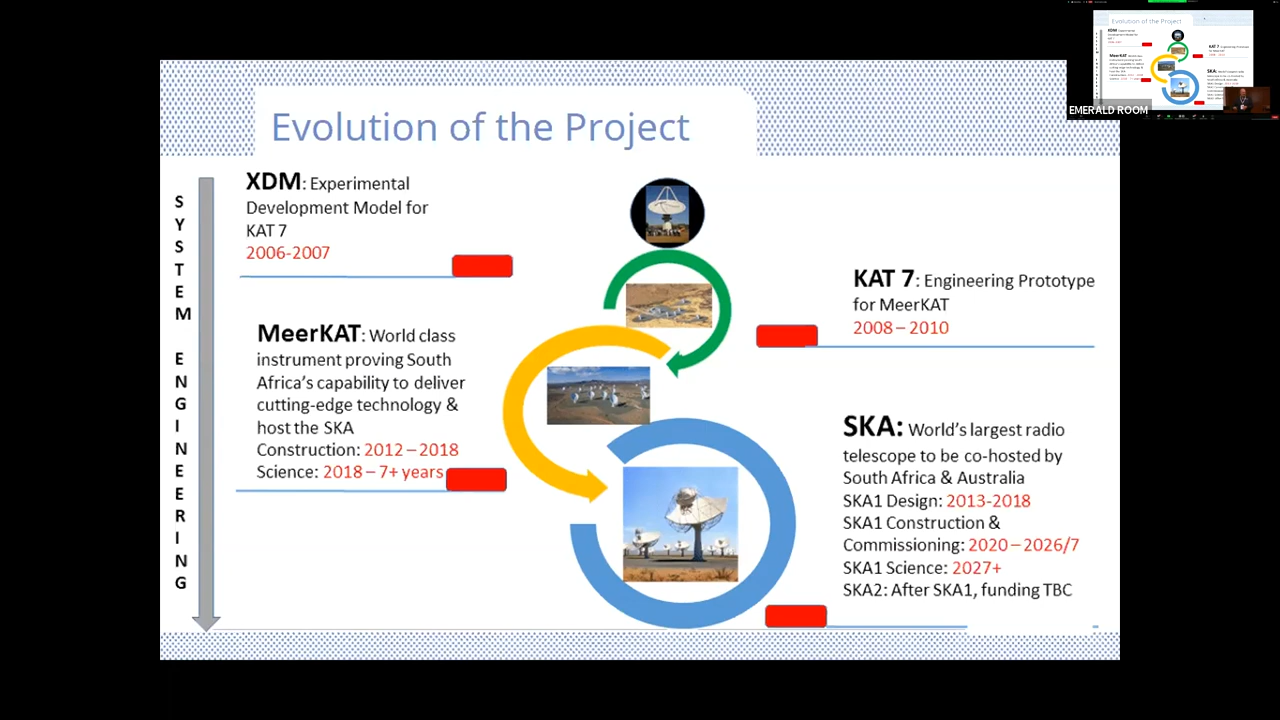 EMERALD ROOM
Evolution of the Project
SYSTEM ENGINEERING
XDM: Experimental
Development Model for
KAT 7
2006-2007
KAT 7: Engineering Prototype
for MeerKAT
2008 – 2010
MeerKAT: World class
instrument proving South
Africa's capability to deliver
cutting-edge technology &
host the SKA
Construction: 2012 – 2018
Science: 2018 – 7+ years
SKA: World's largest radio
telescope to be co-hosted by
South Africa & Australia
SKA1 Design: 2013-2018
SKA1 Construction &
Commissioning: 2020 – 2026/7
SKA1 Science: 2027+
SKA2: After SKA1, funding TBC